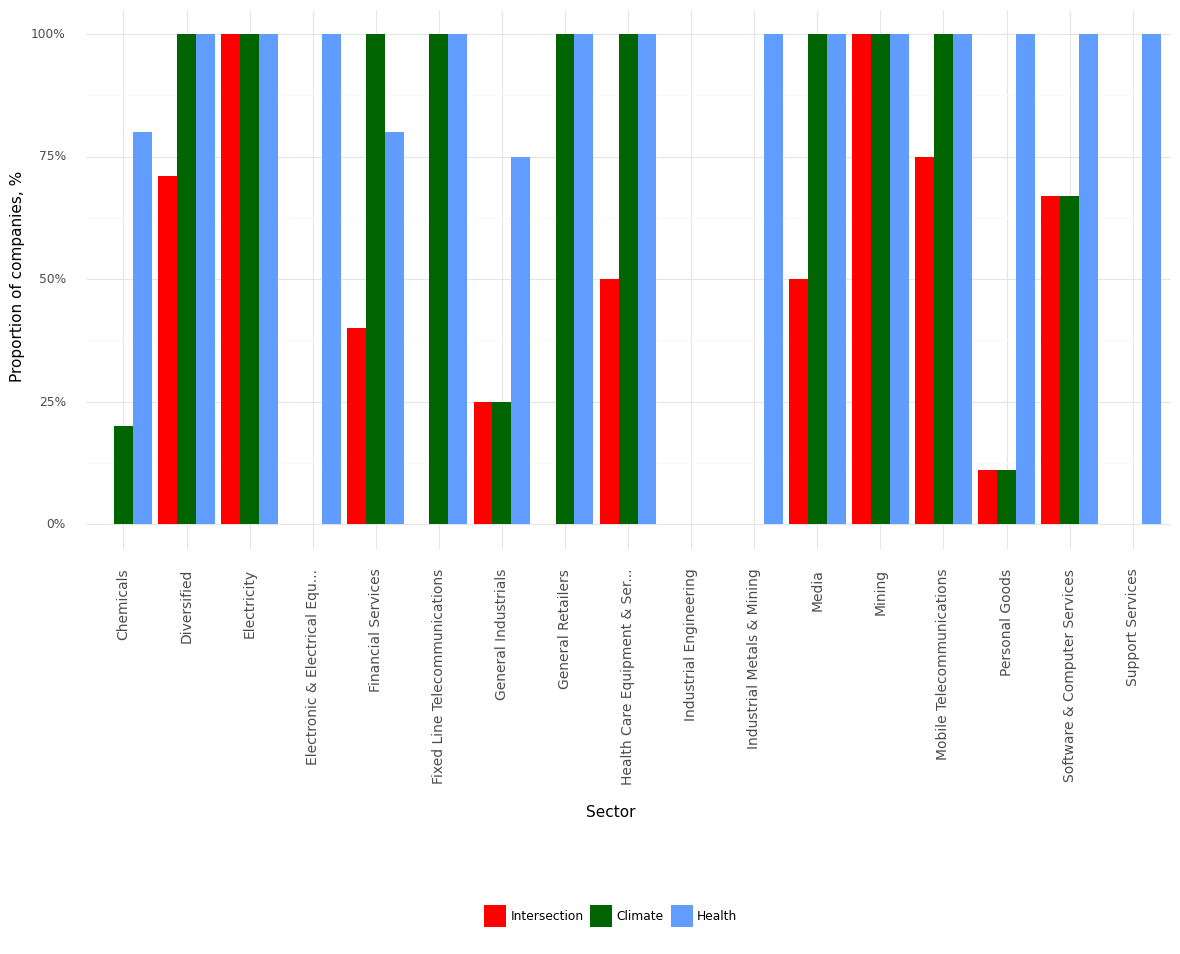 Proportion of companies, %
100%
75%
50%
25%
0%
Chemicals
Diversified
Electricity
Electronic & Electrical Equ...
Financial Services
Fixed Line Telecommunications
General Industrials
General Retailers
Health Care Equipment & Ser...
Industrial Engineering
Industrial Metals & Mining
Media
Mining
Mobile Telecommunications
Personal Goods
Software & Computer Services
Support Services
Sector
Intersection Climate Health